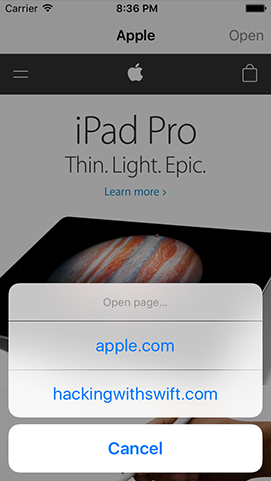 Carrier 8:36 PM
Apple Open
iPad Pro
Thin. Light. Epic.
Learn more ›
Open page...
apple.com
hackingwithswift.com
Cancel